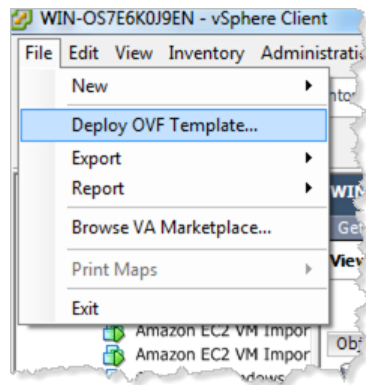 WIN-OS7E6K0J9EN - vSphere Client
File Edit View Inventory
New
Deploy OVF Template...
Export
Report
WIN
Browse VA Marketplace...
Get
View
Print Maps
Exit
Amazon EC2 VM Impor
Obj
Amazon EC2 VM Impor